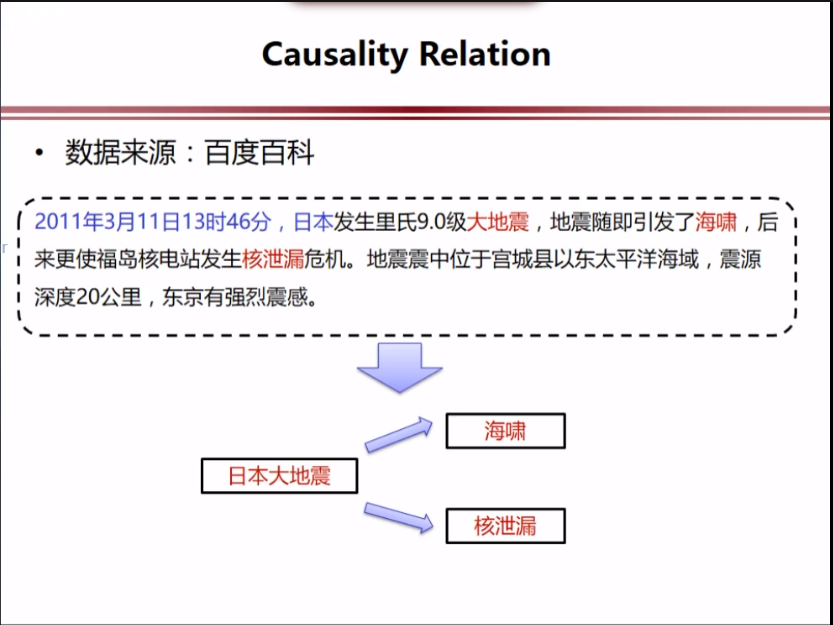 Causality Relation
• 数据来源：百度百科
2011年3月11日13时46分，日本发生里氏9.0级大地震，地震随即引发了海啸，后
来更使福岛核电站发生核泄漏危机。地震震中位于宫城县以东太平洋海域，震源
深度20公里，东京有强烈震感。
海啸
日本大地震
核泄漏